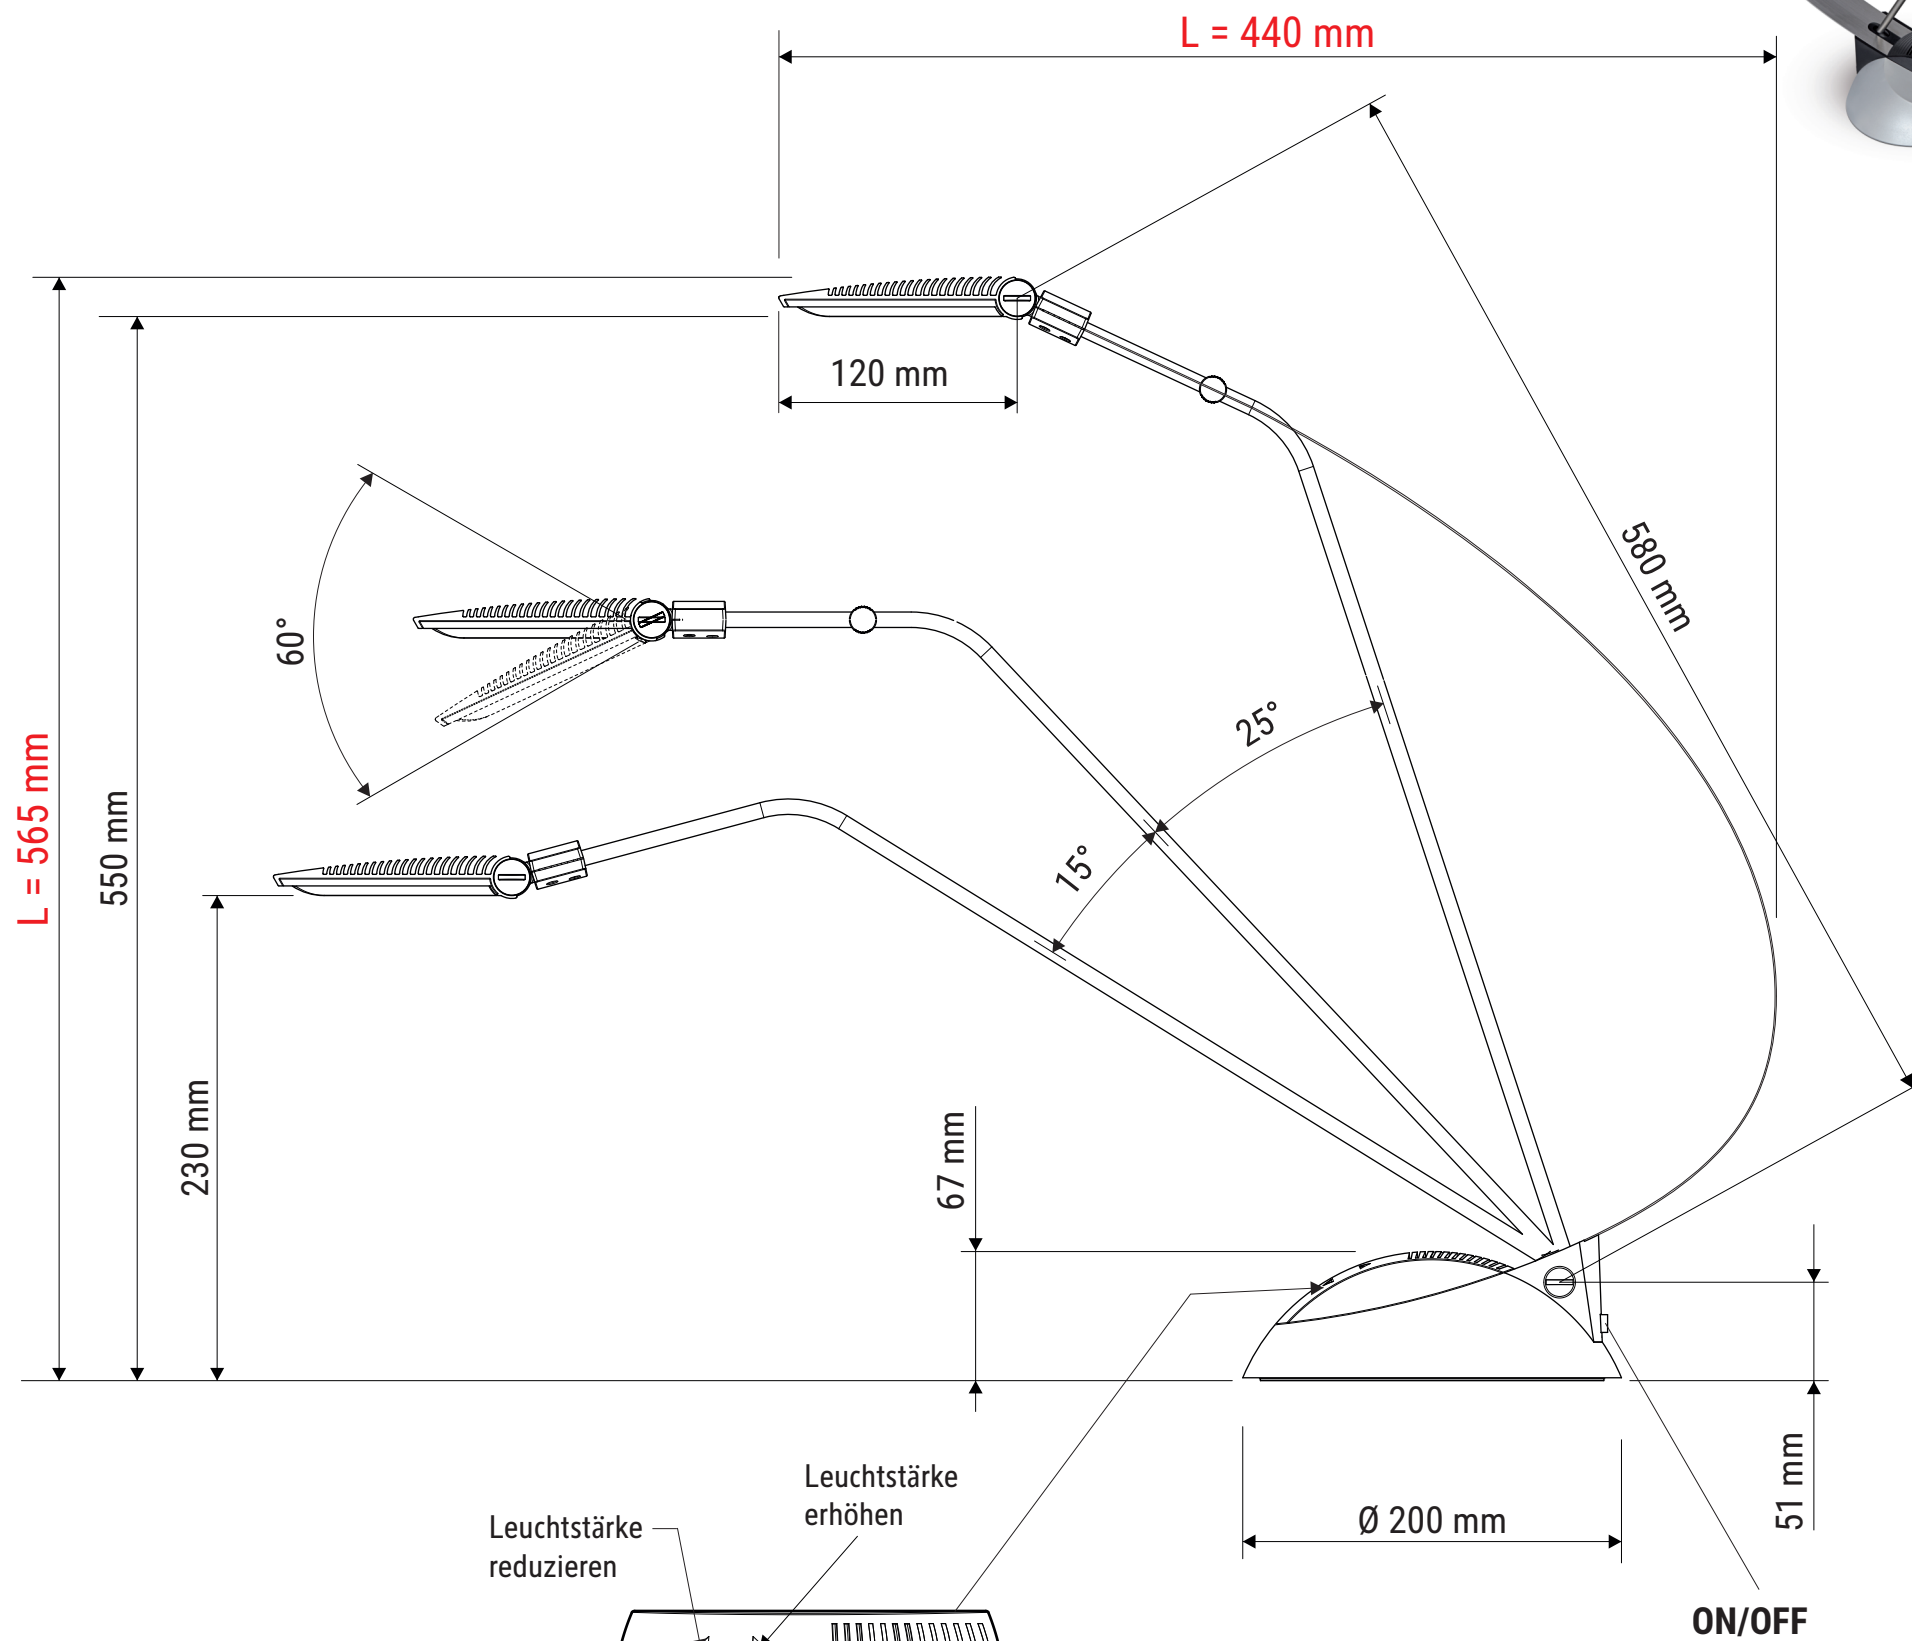 L = 440 mm
120 mm
580 mm
60°
25°
15°
L = 565 mm
550 mm
230 mm
67 mm
51 mm
Ø 200 mm
Leuchtstärke
erhöhen
Leuchtstärke
reduzieren
ON/OFF